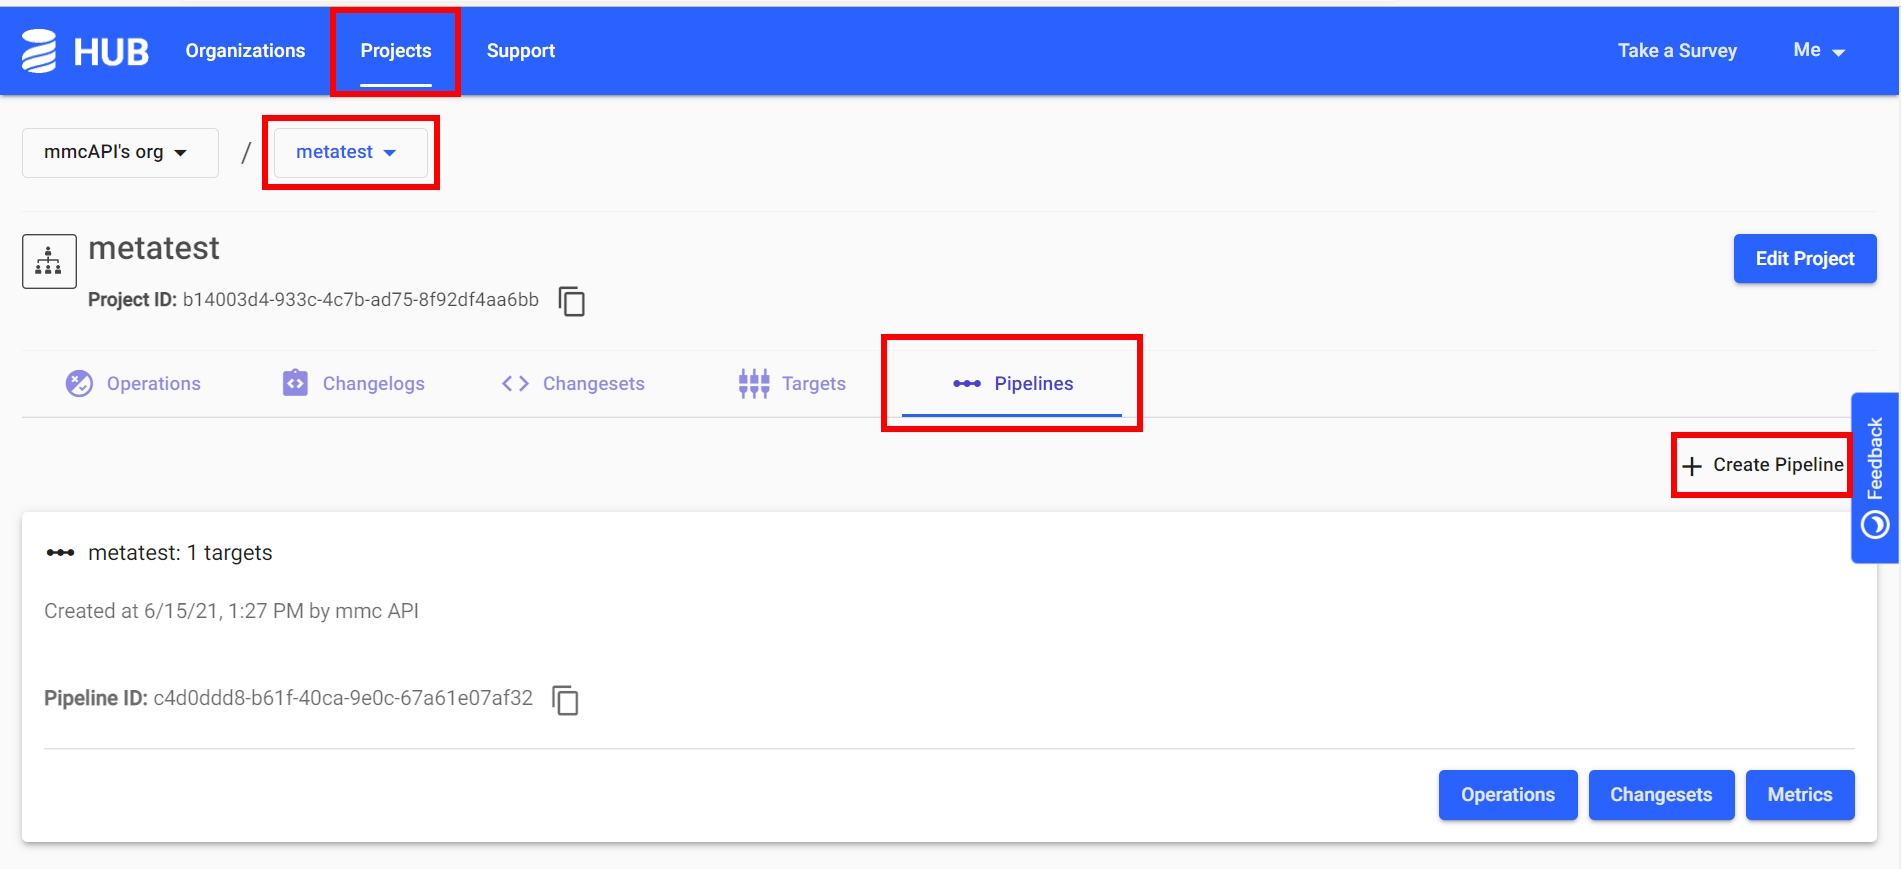 HUB Organizations Projects Support Take a Survey Me
mmcAPI's org / metatest
metatest
Edit Project
Project ID: b14003d4-933c-4c7b-ad75-8f92df4aa6bb
Operations Changelogs Changesets Targets Pipelines
Feedback
Create Pipeline
metatest: 1 targets
Created at 6/15/21, 1:27 PM by mmc API
Pipeline ID: c4d0ddd8-b61f-40ca-9e0c-67a61e07af32
Operations Changesets Metrics